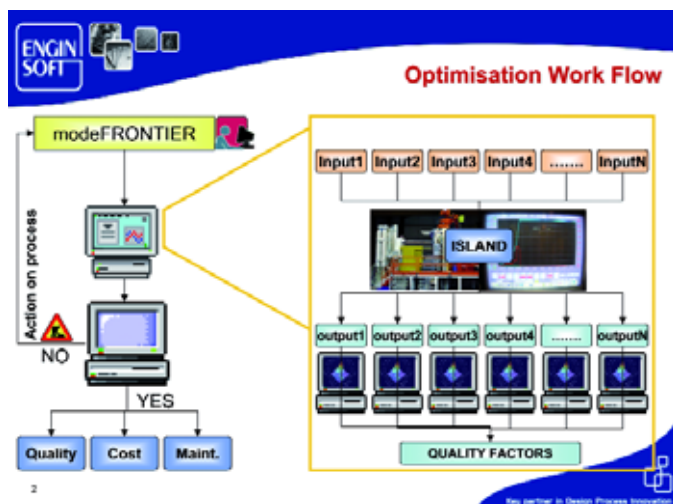 ENGIN
SOFT
Optimisation Work Flow
modeFRONTIER
Action on process
NO
YES
Quality
Cost
Maint.
Input1
Input2
Input3
Input4
.......
InputN
ISLAND
output1
output2
output3
output4
.......
outputN
QUALITY FACTORS
2
Key partner in Design Process Innovation